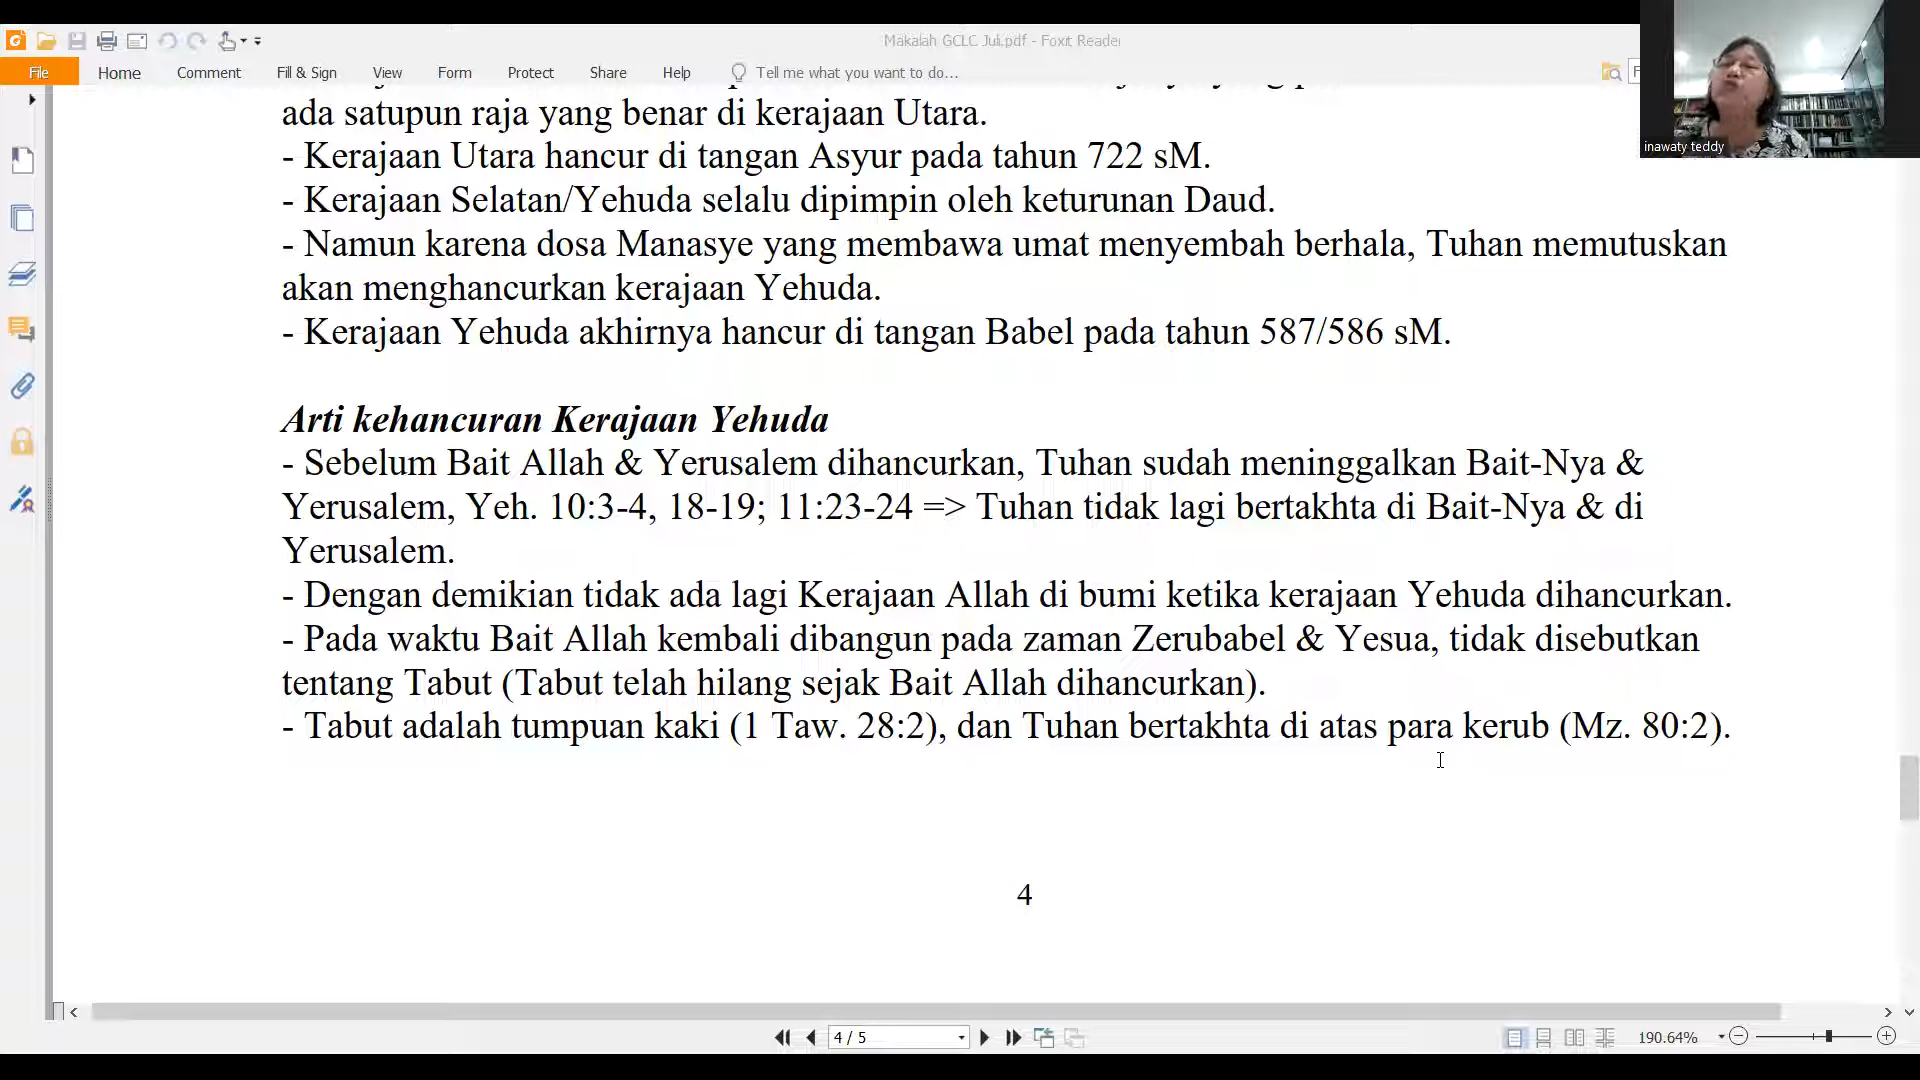 Makalah GCLC Juli.pdf - Foxit Reader
File Home Comment Fill & Sign View Form Protect Share Help Tell me what you want to do...
inawaty teddy
ada satupun raja yang benar di kerajaan Utara.
- Kerajaan Utara hancur di tangan Asyur pada tahun 722 sM.
- Kerajaan Selatan/Yehuda selalu dipimpin oleh keturunan Daud.
- Namun karena dosa Manasye yang membawa umat menyembah berhala, Tuhan memutuskan
akan menghancurkan kerajaan Yehuda.
- Kerajaan Yehuda akhirnya hancur di tangan Babel pada tahun 587/586 sM.
Arti kehancuran Kerajaan Yehuda
- Sebelum Bait Allah & Yerusalem dihancurkan, Tuhan sudah meninggalkan Bait-Nya &
Yerusalem, Yeh. 10:3-4, 18-19; 11:23-24 => Tuhan tidak lagi bertakhta di Bait-Nya & di
Yerusalem.
- Dengan demikian tidak ada lagi Kerajaan Allah di bumi ketika kerajaan Yehuda dihancurkan.
- Pada waktu Bait Allah kembali dibangun pada zaman Zerubabel & Yesua, tidak disebutkan
tentang Tabut (Tabut telah hilang sejak Bait Allah dihancurkan).
- Tabut adalah tumpuan kaki (1 Taw. 28:2), dan Tuhan bertakhta di atas para kerub (Mz. 80:2).
4
4 / 5
190.64%